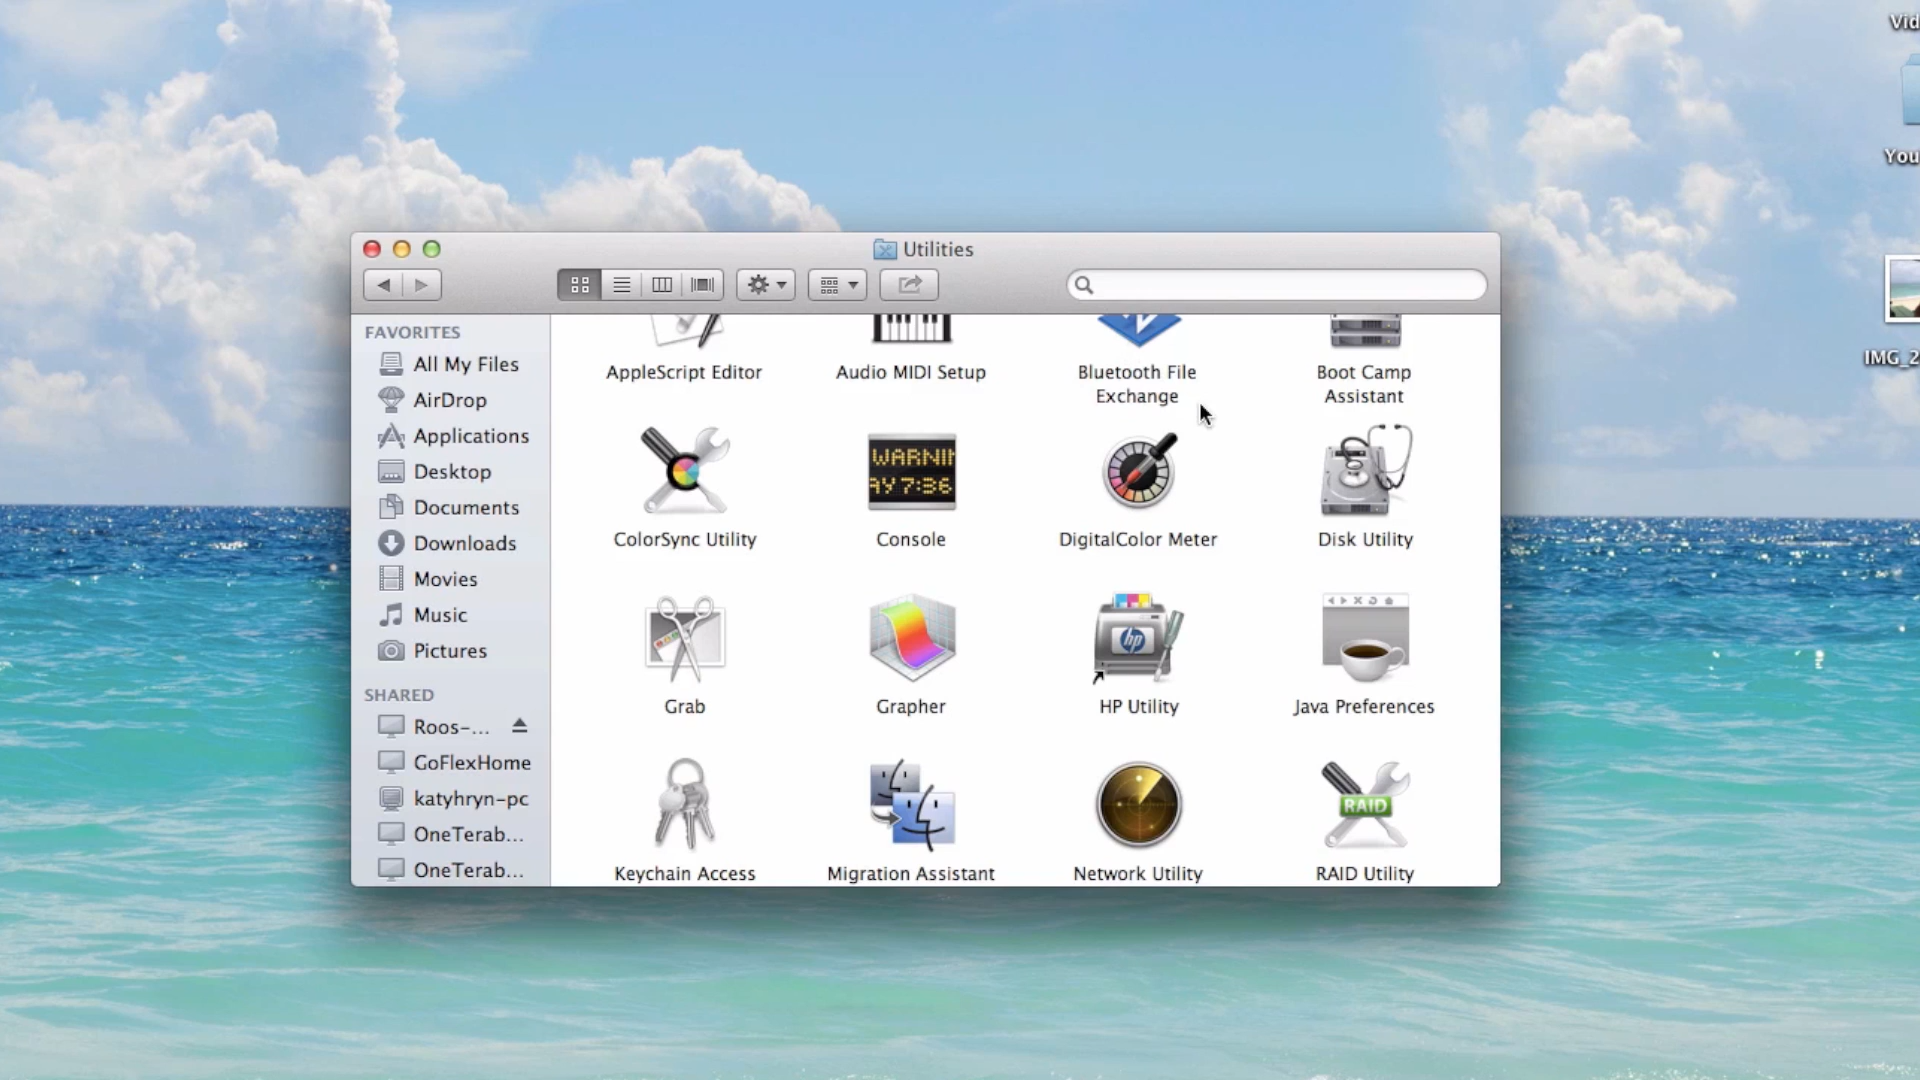 Vid
You
IMG_2
Utilities
FAVORITES
All My Files
AirDrop
Applications
Desktop
Documents
Downloads
Movies
Music
Pictures
SHARED
Roos-...
GoFlexHome
katyhryn-pc
OneTerab...
OneTerab...
AppleScript Editor
Audio MIDI Setup
Bluetooth File
Exchange
Boot Camp
Assistant
WARNIN
AY 7:36
ColorSync Utility
Console
DigitalColor Meter
Disk Utility
hp
Grab
Grapher
HP Utility
Java Preferences
RAID
Keychain Access
Migration Assistant
Network Utility
RAID Utility